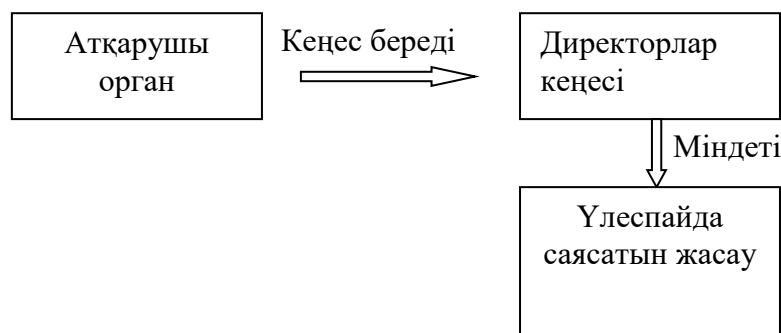 Атқарушы
орган
Кеңес береді
Директорлар
кеңесі
Міндеті
Үлеспайда
саясатын жасау